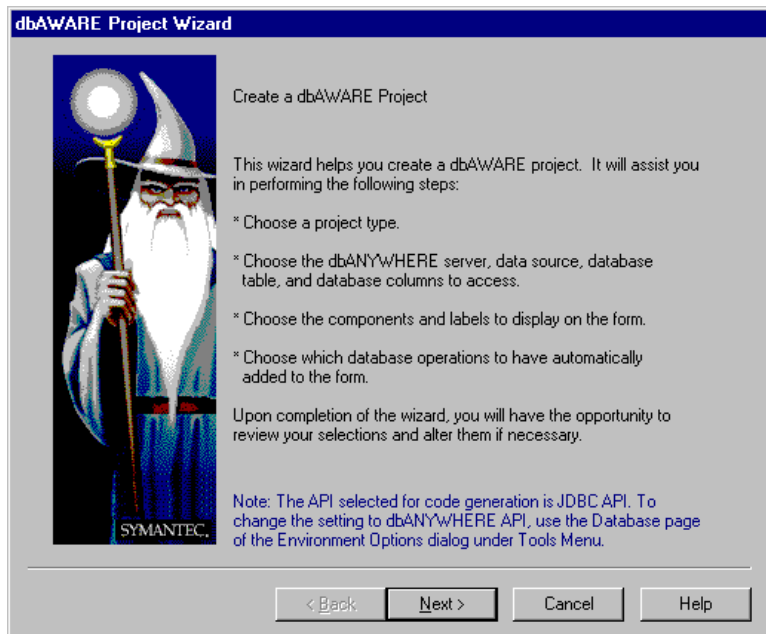 dbAWARE Project Wizard
Create a dbAWARE Project
This wizard helps you create a dbAWARE project.  It will assist you
in performing the following steps:
* Choose a project type.
* Choose the dbANYWHERE server, data source, database
table, and database columns to access.
* Choose the components and labels to display on the form.
* Choose which database operations to have automatically
added to the form.
Upon completion of the wizard, you will have the opportunity to
review your selections and alter them if necessary.
Note: The API selected for code generation is JDBC API. To
change the setting to dbANYWHERE API, use the Database page
of the Environment Options dialog under Tools Menu.
SYMANTEC.
< Back
Next >
Cancel
Help